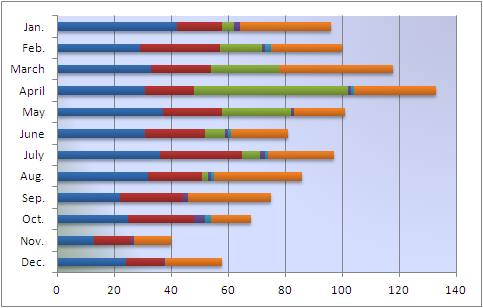 Jan.
Feb.
March
April
May
June
July
Aug.
Sep.
Oct.
Nov.
Dec.
0 20 40 60 80 100 120 140